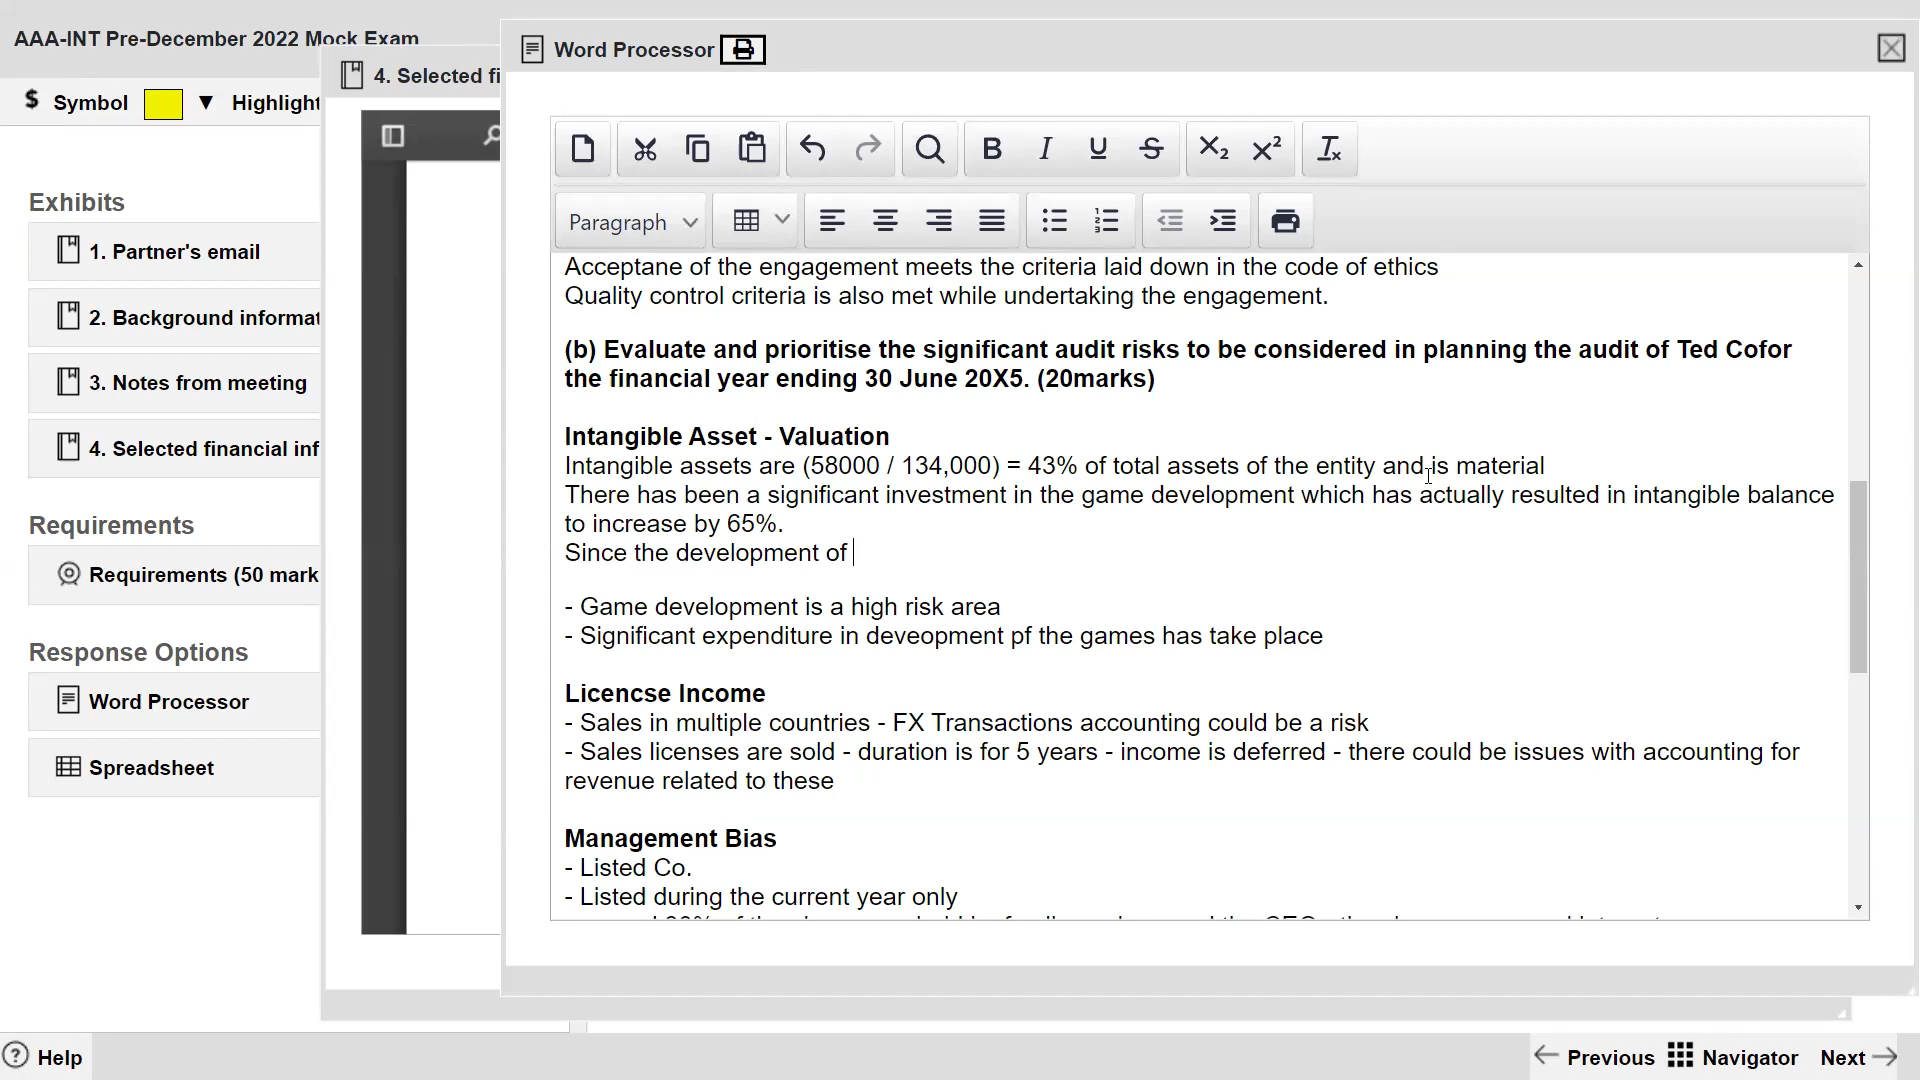 AAA-INT Pre-December 2022 Mock Exam
Symbol
Highlight
Exhibits
1. Partner's email
2. Background informat
3. Notes from meeting
4. Selected financial inf
Requirements
Requirements (50 mark
Response Options
Word Processor
Spreadsheet
4. Selected fi
Word Processor
Paragraph
Acceptane of the engagement meets the criteria laid down in the code of ethics
Quality control criteria is also met while undertaking the engagement.
(b) Evaluate and prioritise the significant audit risks to be considered in planning the audit of Ted Cofor
the financial year ending 30 June 20X5. (20marks)
Intangible Asset - Valuation
Intangible assets are (58000 / 134,000) = 43% of total assets of the entity and is material
There has been a significant investment in the game development which has actually resulted in intangible balance
to increase by 65%.
Since the development of
- Game development is a high risk area
- Significant expenditure in deveopment pf the games has take place
Licencse Income
- Sales in multiple countries - FX Transactions accounting could be a risk
- Sales licenses are sold - duration is for 5 years - income is deferred - there could be issues with accounting for
revenue related to these
Management Bias
- Listed Co.
- Listed during the current year only
Help
Previous
Navigator
Next